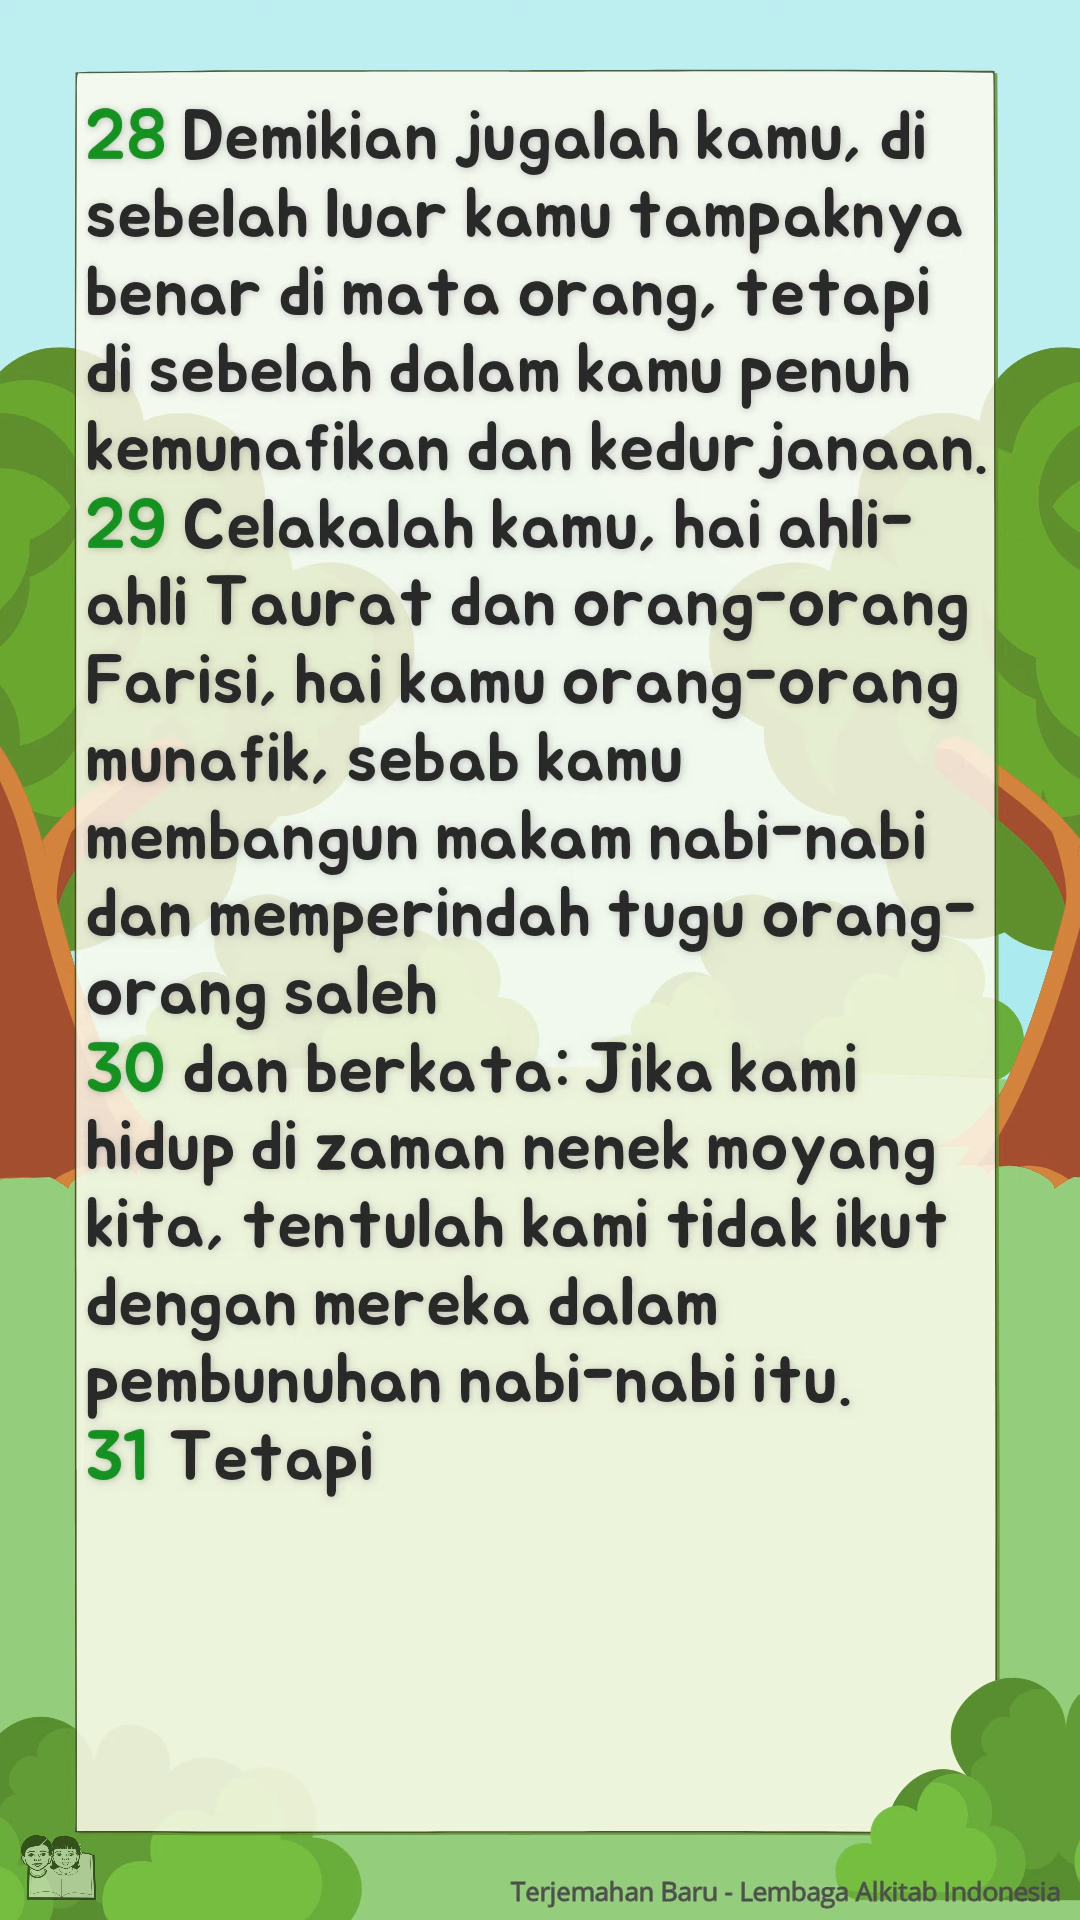 28 Demikian jugalah kamu, di
sebelah luar kamu tampaknya
benar di mata orang, tetapi
di sebelah dalam kamu penuh
kemunafikan dan kedurjanaan.
29 Celakalah kamu, hai ahli-
ahli Taurat dan orang-orang
Farisi, hai kamu orang-orang
munafik, sebab kamu
membangun makam nabi-nabi
dan memperindah tugu orang-
orang saleh
30 dan berkata: Jika kami
hidup di zaman nenek moyang
kita, tentulah kami tidak ikut
dengan mereka dalam
pembunuhan nabi-nabi itu.
31 Tetapi
Terjemahan Baru - Lembaga Alkitab Indonesia